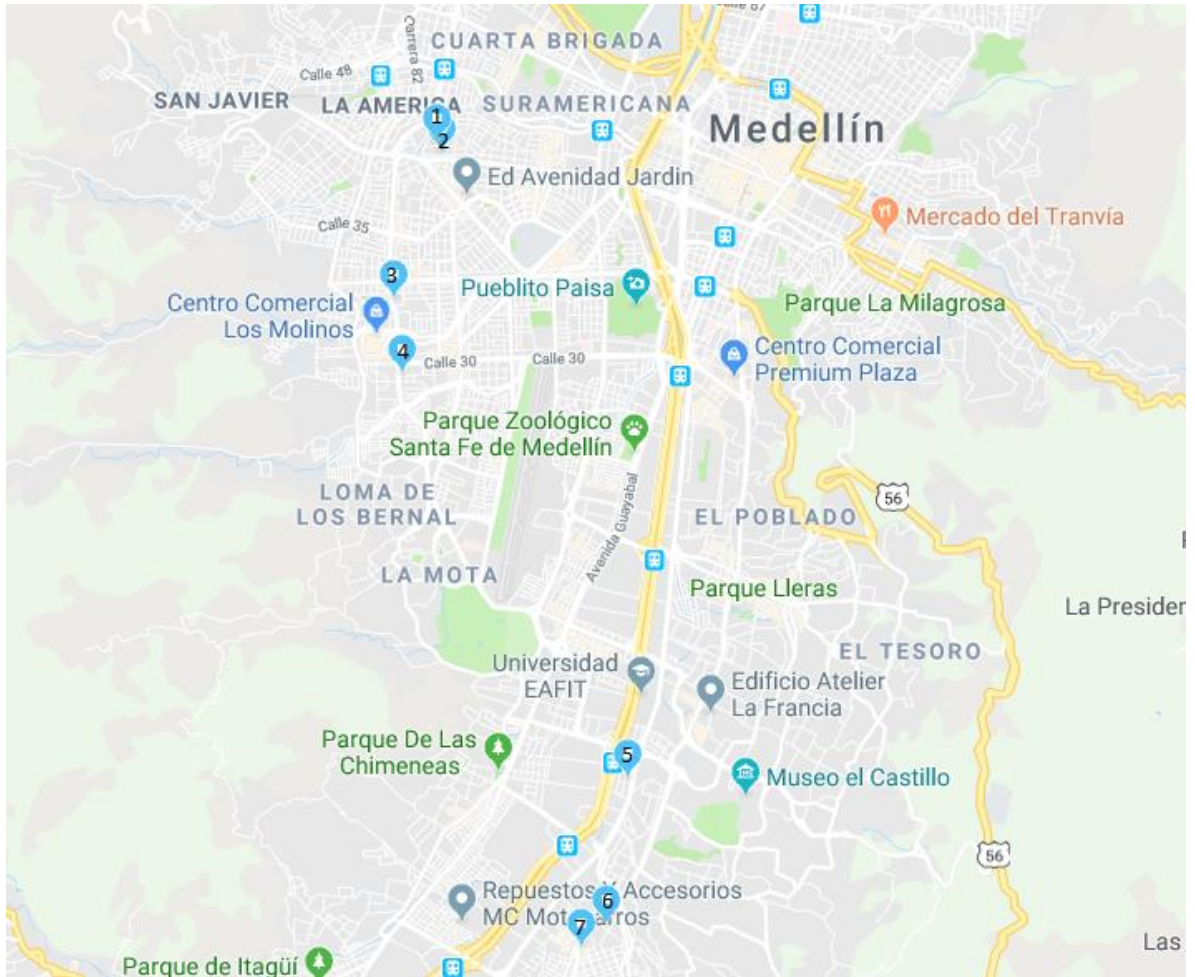 Calle 67
CUARTA BRIGADA
Carrera 82
Calle 48
SAN JAVIER
LA AMERICA
SURAMERICANA
Medellín
1
2
Ed Avenidad Jardin
Mercado del Tranvía
Calle 35
3
Pueblito Paisa
Centro Comercial
Los Molinos
Parque La Milagrosa
4
Calle 30
Calle 30
Centro Comercial
Premium Plaza
Parque Zoológico
Santa Fe de Medellín
LOMA DE
LOS BERNAL
Avenida Guayabal
56
EL POBLADO
LA MOTA
Parque Lleras
La Presiden
EL TESORO
Universidad
EAFIT
Edificio Atelier
La Francia
Parque De Las
Chimeneas
5
Museo el Castillo
56
Repuestos Y Accesorios
MC Motocarros
6
7
Las
Parque de Itagüí